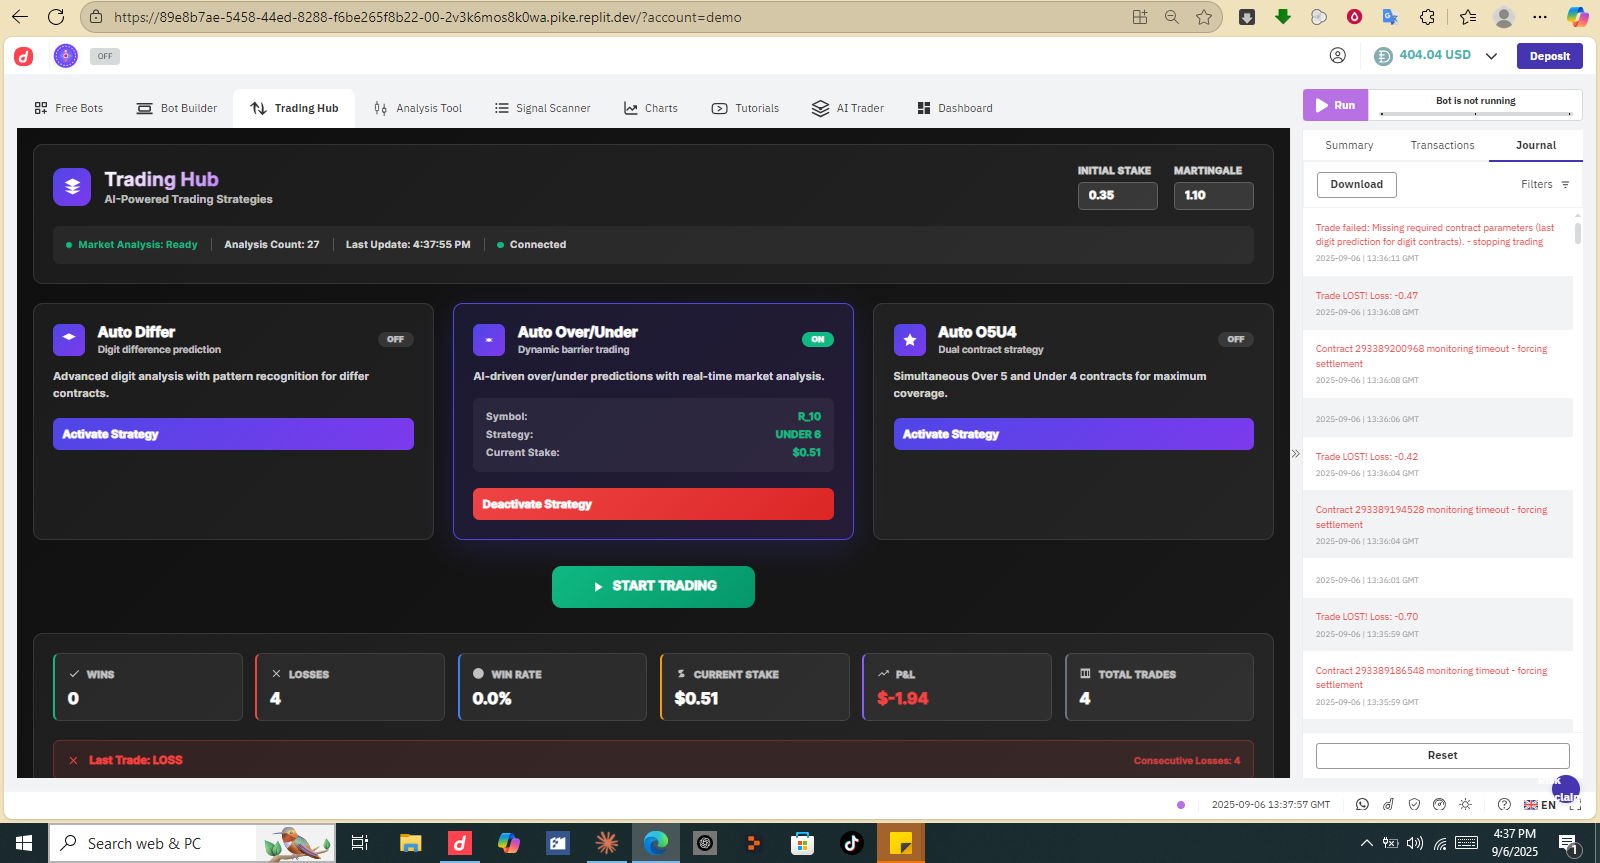 https://89e8b7ae-5458-44ed-8288-f6be265f8b22-00-2v3k6mos8k0wa.pike.replit.dev/?account=demo
OFF
404.04 USD
Deposit
Free Bots
Bot Builder
Trading Hub
Analysis Tool
Signal Scanner
Charts
Tutorials
AI Trader
Dashboard
Run
Bot is not running
Trading Hub
AI-Powered Trading Strategies
INITIAL STAKE
MARTINGALE
0.35
1.10
Market Analysis: Ready
Analysis Count: 27
Last Update: 4:37:55 PM
Connected
Auto Differ
Digit difference prediction
OFF
Advanced digit analysis with pattern recognition for differ
contracts.
Activate Strategy
Auto Over/Under
Dynamic barrier trading
ON
AI-driven over/under predictions with real-time market analysis.
Symbol:
R_10
Strategy:
UNDER 6
Current Stake:
$0.51
Deactivate Strategy
Auto O5U4
Dual contract strategy
OFF
Simultaneous Over 5 and Under 4 contracts for maximum
coverage.
Activate Strategy
START TRADING
WINS
0
LOSSES
4
WIN RATE
0.0%
CURRENT STAKE
$0.51
P&L
$-1.94
TOTAL TRADES
4
Last Trade: LOSS
Consecutive Losses: 4
Summary
Transactions
Journal
Download
Filters
Trade failed: Missing required contract parameters (last
digit prediction for digit contracts). - stopping trading
2025-09-06 | 13:36:11 GMT
Trade LOST! Loss: -0.47
2025-09-06 | 13:36:08 GMT
Contract 293389200968 monitoring timeout - forcing
settlement
2025-09-06 | 13:36:08 GMT
2025-09-06 | 13:36:06 GMT
Trade LOST! Loss: -0.42
2025-09-06 | 13:36:04 GMT
Contract 293389194528 monitoring timeout - forcing
settlement
2025-09-06 | 13:36:04 GMT
2025-09-06 | 13:36:01 GMT
Trade LOST! Loss: -0.70
2025-09-06 | 13:35:59 GMT
Contract 293389186548 monitoring timeout - forcing
settlement
2025-09-06 | 13:35:59 GMT
Reset
2025-09-06 13:37:57 GMT
EN
Search web & PC
4:37 PM
9/6/2025
1